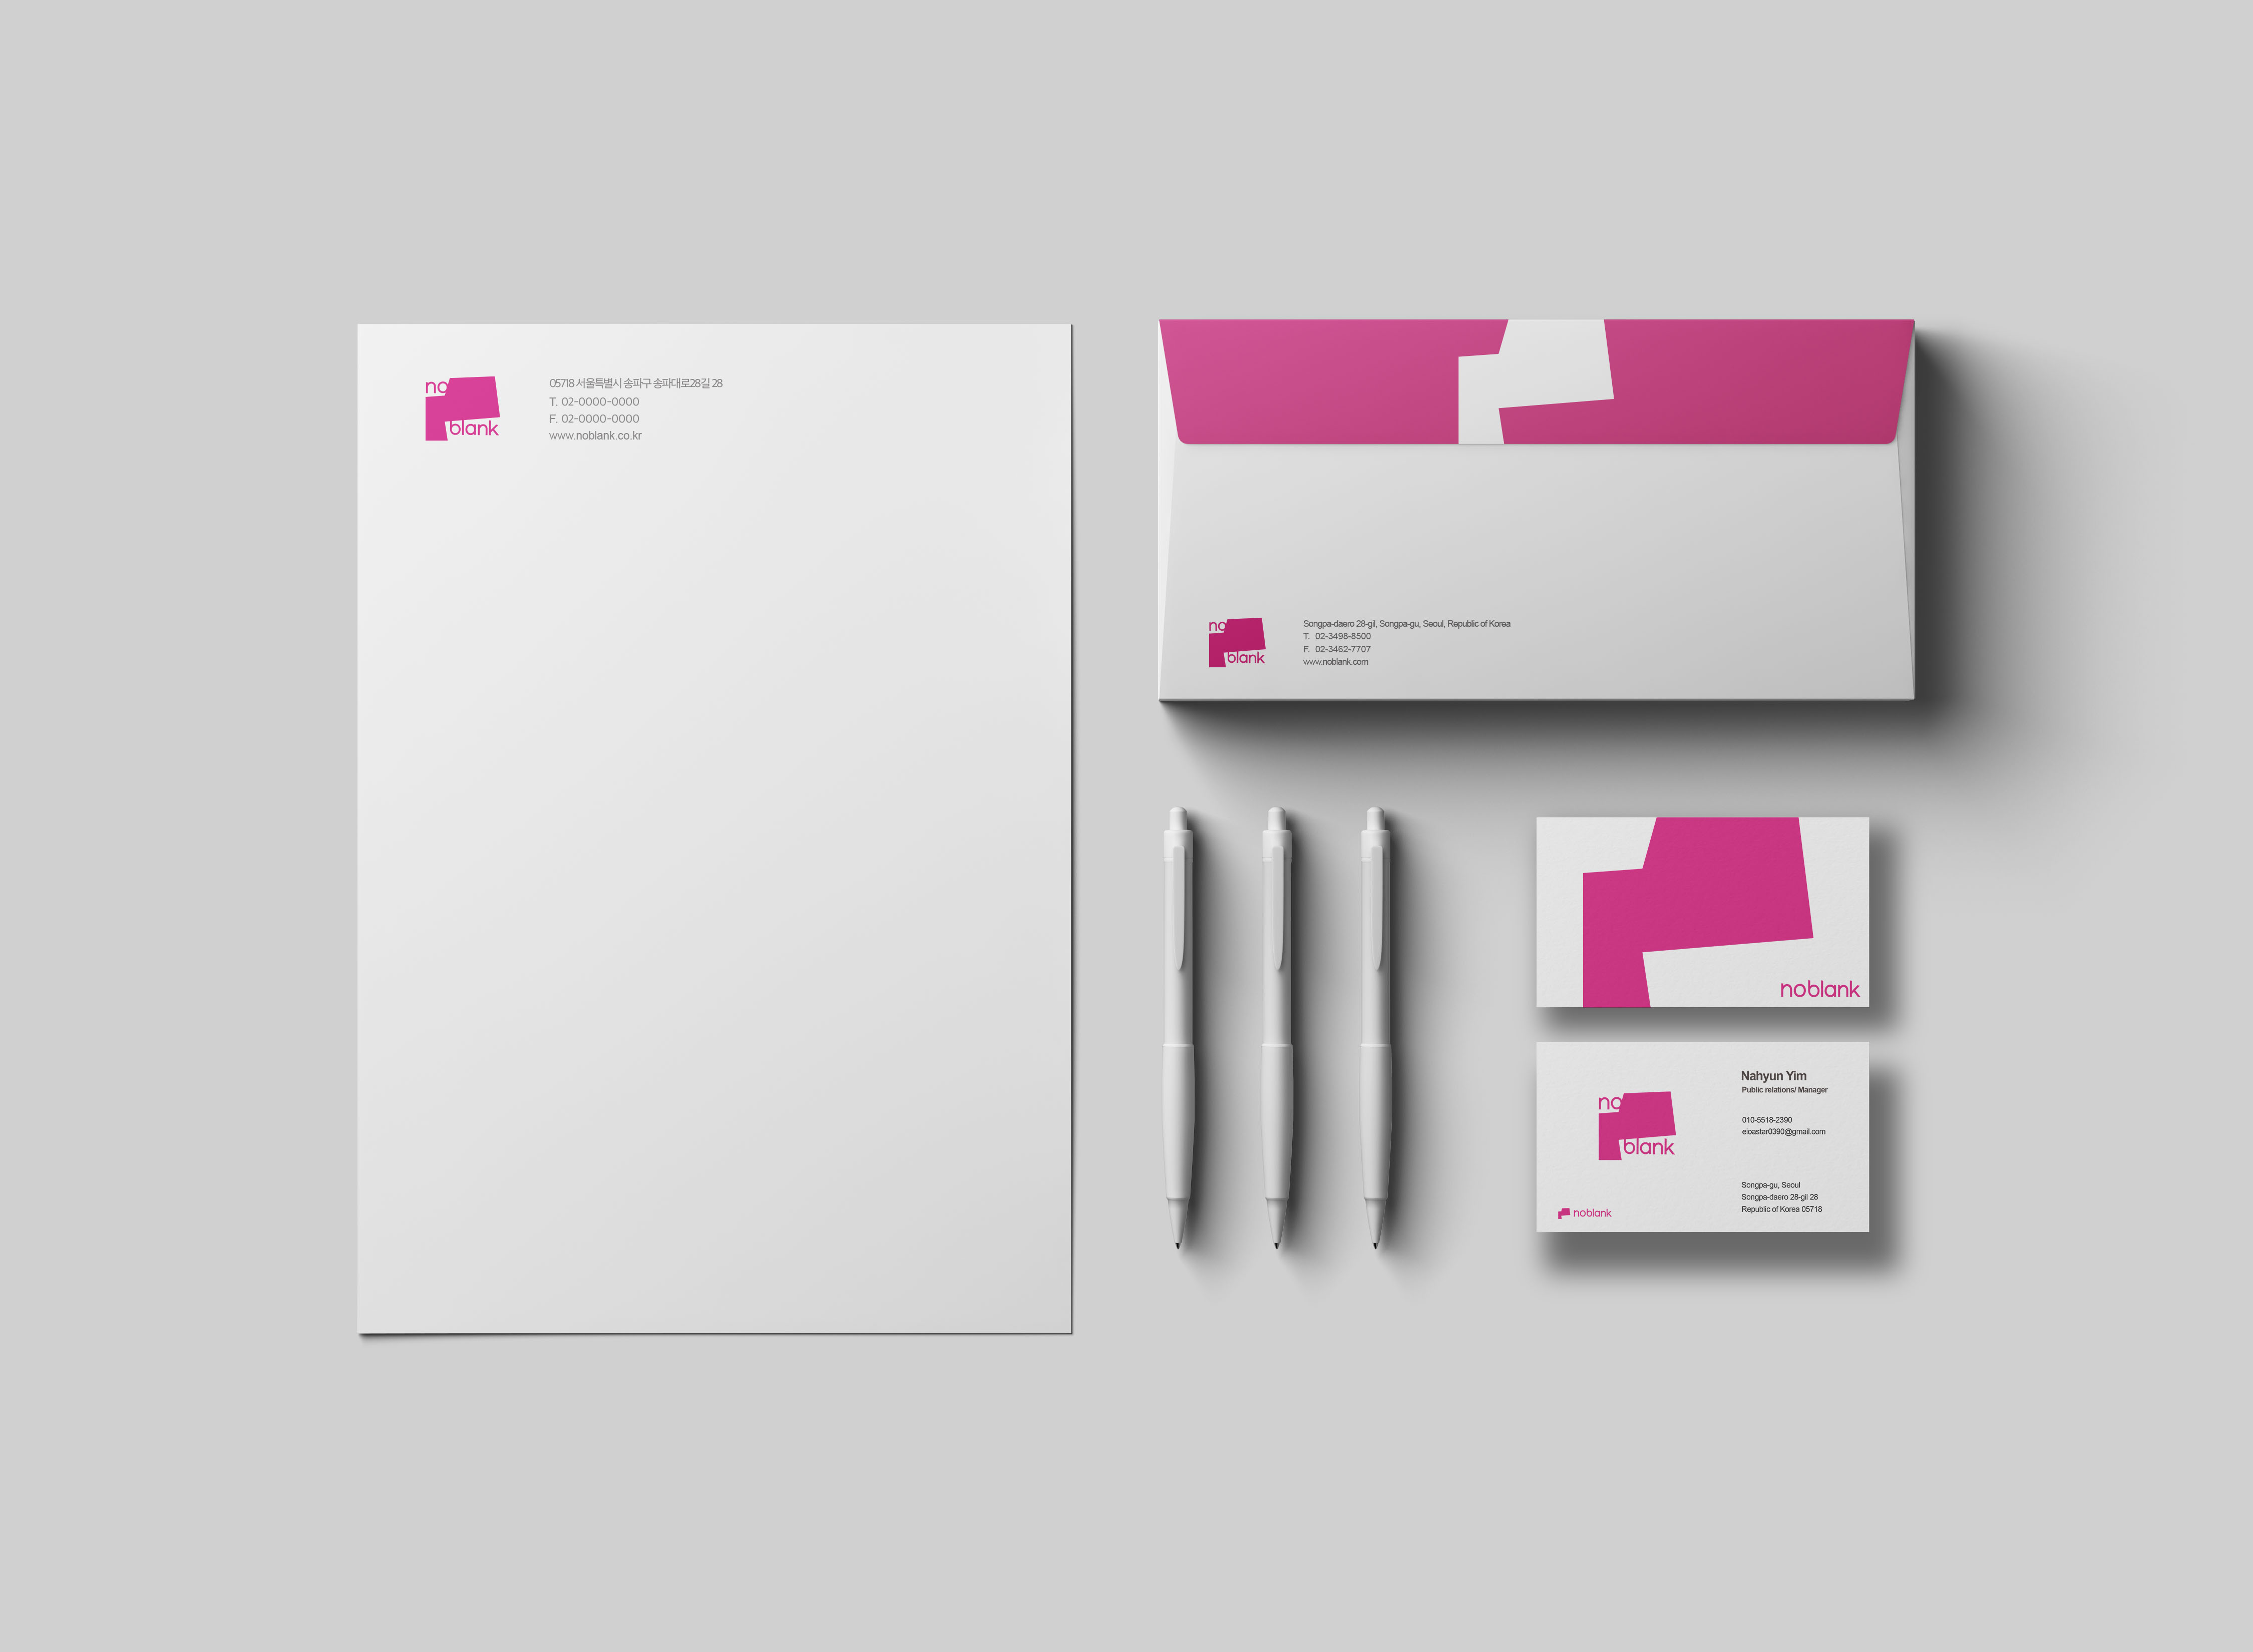 no
blank
05718 서울특별시 송파구 송파대로28길 28
T. 02-0000-0000
F. 02-0000-0000
www.noblank.co.kr
no
blank
Songpa-daero 28-gil, Songpa-gu, Seoul, Republic of Korea
T. 02-3498-8500
F. 02-3462-7707
www.noblank.com
noblank
no
blank
Nahyun Yim
Public relations/ Manager
010-5518-2390
eioastar0390@gmail.com
Songpa-gu, Seoul
Songpa-daero 28-gil 28
Republic of Korea 05718
noblank